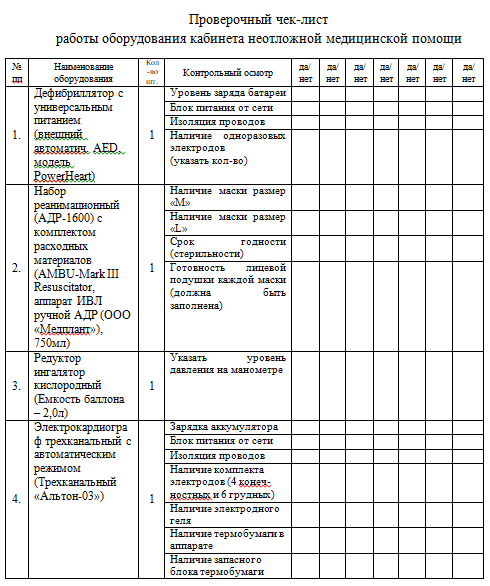 Проверочный чек-лист
работы оборудования кабинета неотложной медицинской помощи
№ пп
Наименование оборудования
Кол-во шт.
Контрольный осмотр
да/нет
да/нет
да/нет
да/нет
да/нет
да/нет
да/нет
1.
Дефибриллятор с
универсальным
питанием
(внешний
автоматич. AED,
модель
PowerHeart)
1
Уровень заряда батареи
Блок питания от сети
Изоляция проводов
Наличие одноразовых
электродов
(указать кол-во)
2.
Набор
реанимационный
(АДР-1600) с
комплектом
расходных
материалов
(AMBU-Mark III
Resuscitator,
аппарат ИВЛ
ручной АДР (ООО
«Медплант»),
750мл)
1
Наличие маски размер
«М»
Наличие маски размер
«L»
Срок годности
(стерильности)
Готовность лицевой
подушки каждой маски
(должна быть
заполнена)
3.
Редуктор
ингалятор
кислородный
(Емкость баллона
– 2,0л)
1
Указать уровень
давления на манометре
4.
Электрокардиогра
ф трехканальный с
автоматическим
режимом
(Трехканальный
«Альтон-03»)
1
Зарядка аккумулятора
Блок питания от сети
Изоляция проводов
Наличие комплекта
электродов (4 конеч-
ностных и 6 грудных)
Наличие электродного
геля
Наличие термобумаги в
аппарате
Наличие запасного
блока термобумаги